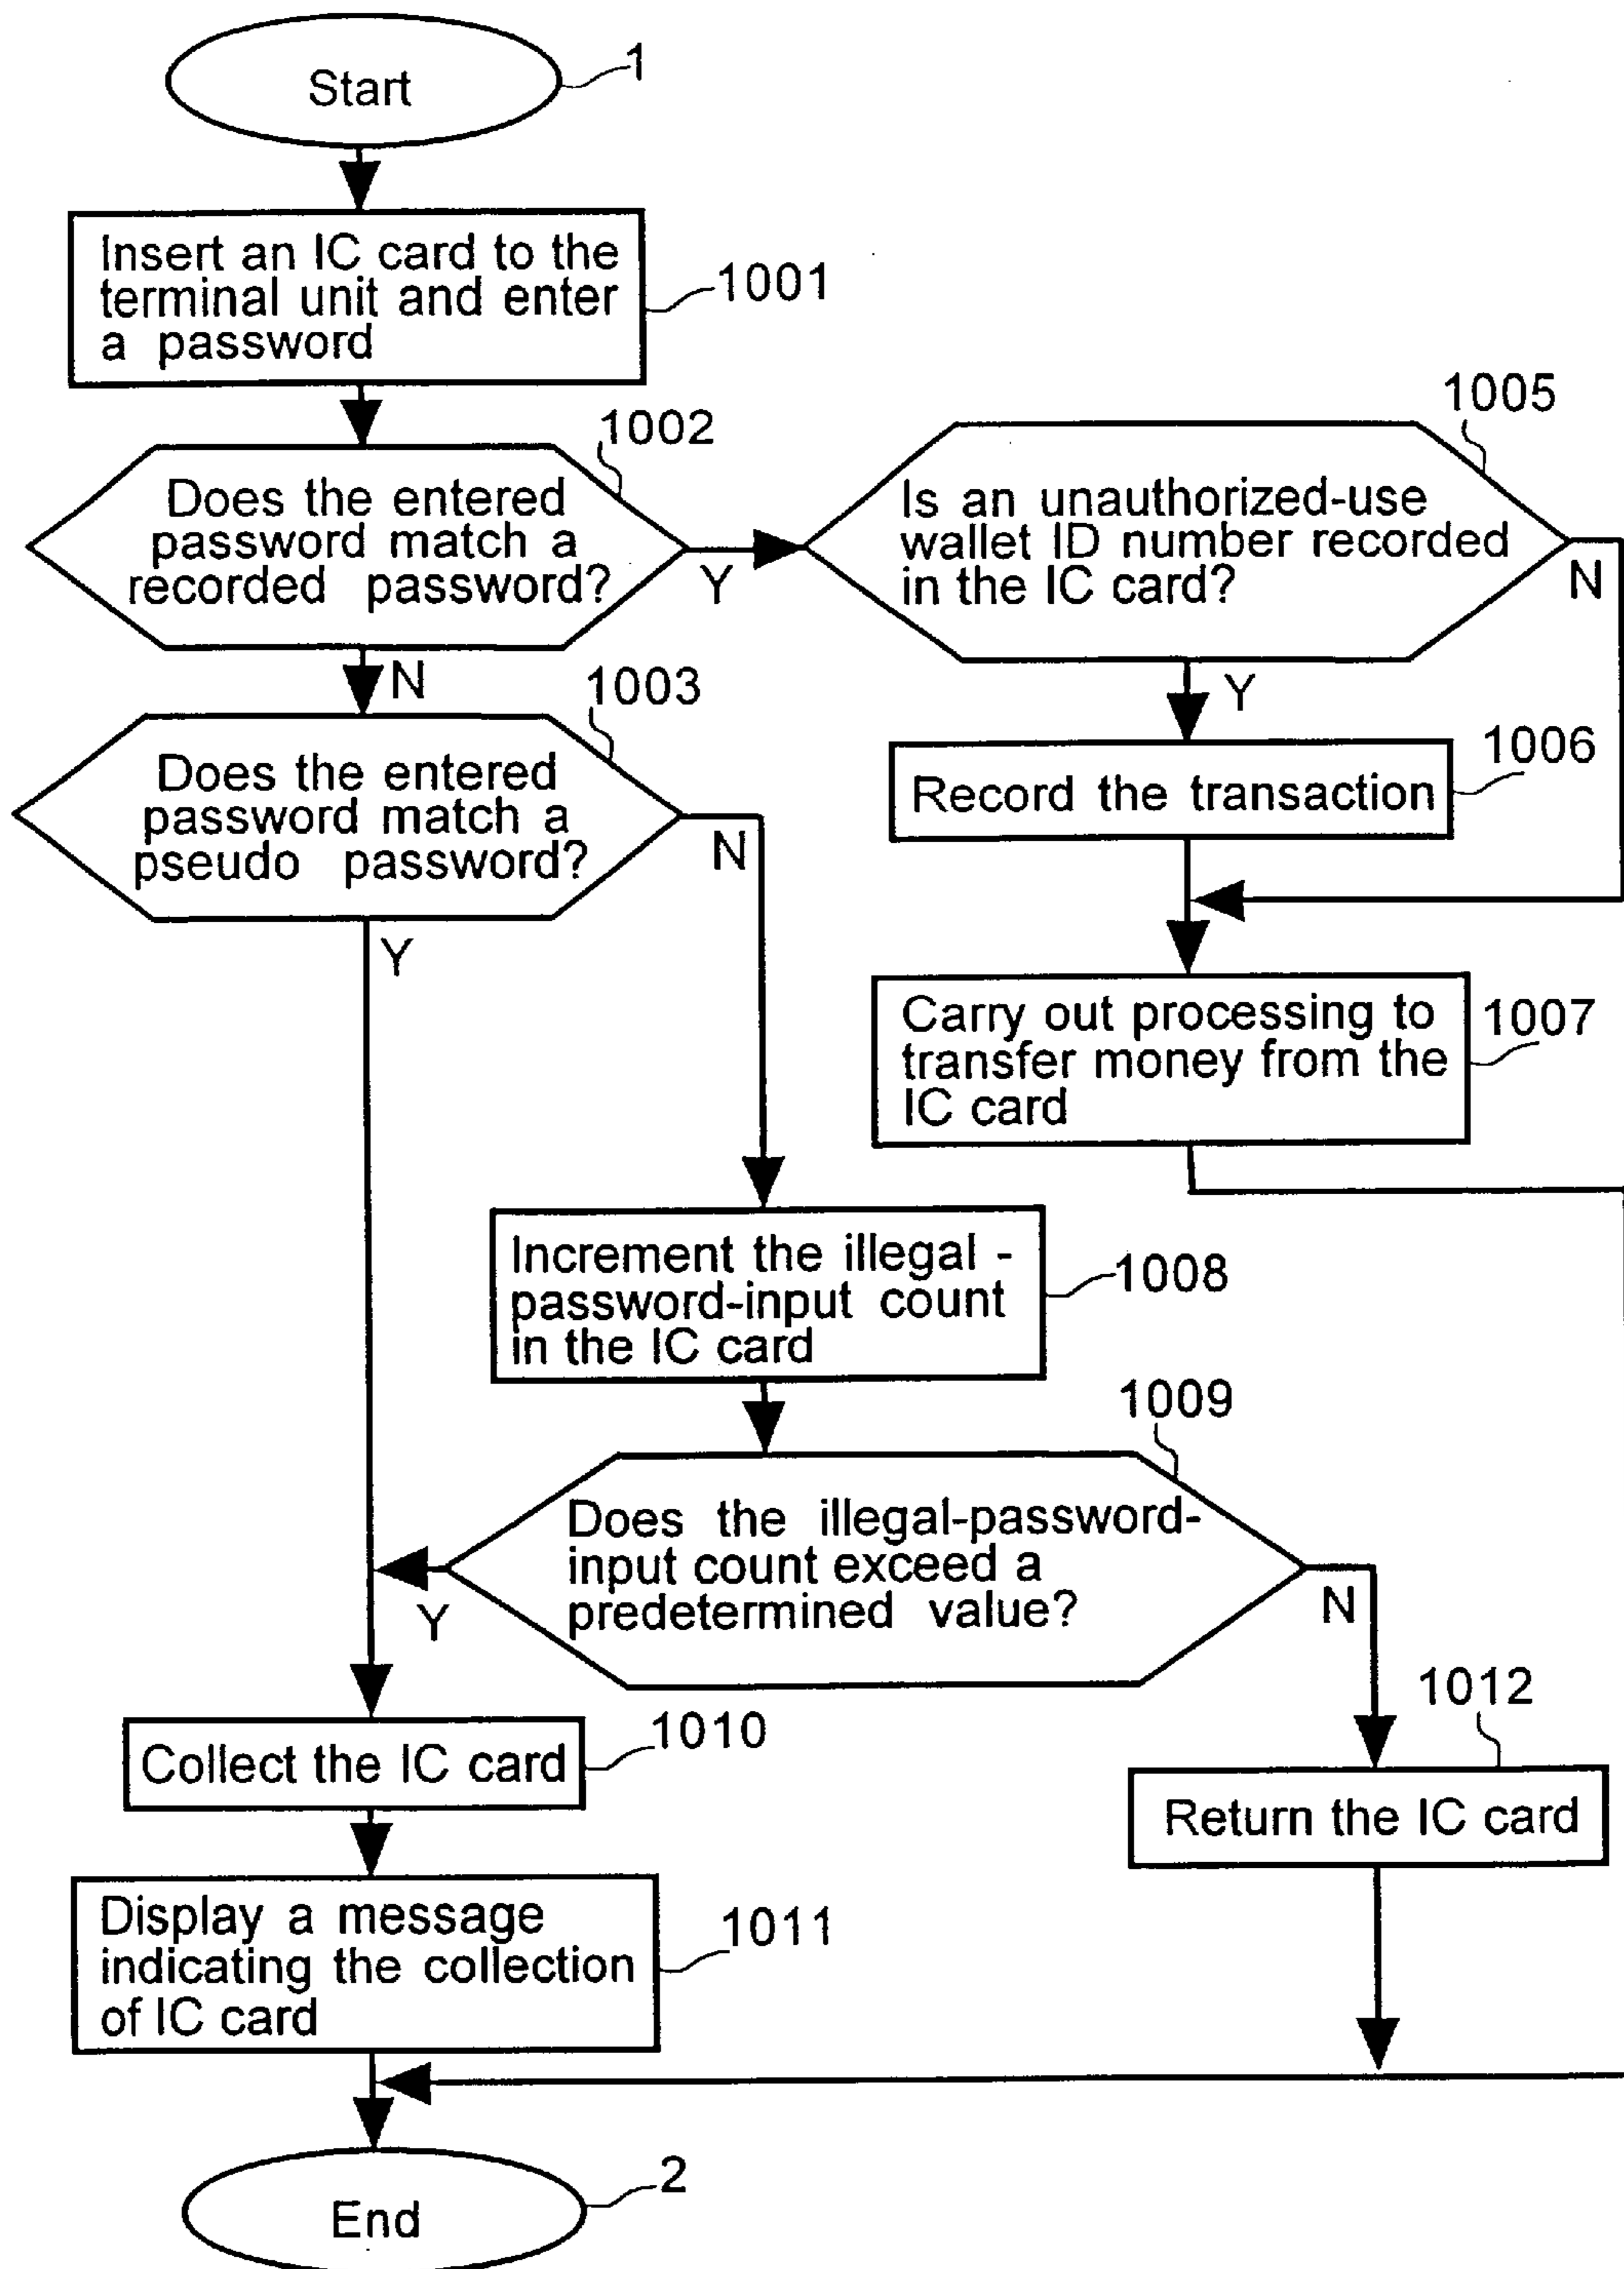 Start
1
Insert an IC card to the
terminal unit and enter
a password
1001
1002
Does the entered
password match a
recorded password?
Y
N
1005
Is an unauthorized-use
wallet ID number recorded
in the IC card?
N
Y
1003
Does the entered
password match a
pseudo password?
N
Y
1006
Record the transaction
Carry out processing to
transfer money from the
IC card
1007
Increment the illegal -
password-input count
in the IC card
1008
1009
Does the illegal-password-
input count exceed a
predetermined value?
Y
N
1010
Collect the IC card
1012
Return the IC card
Display a message
indicating the collection
of IC card
1011
End
2